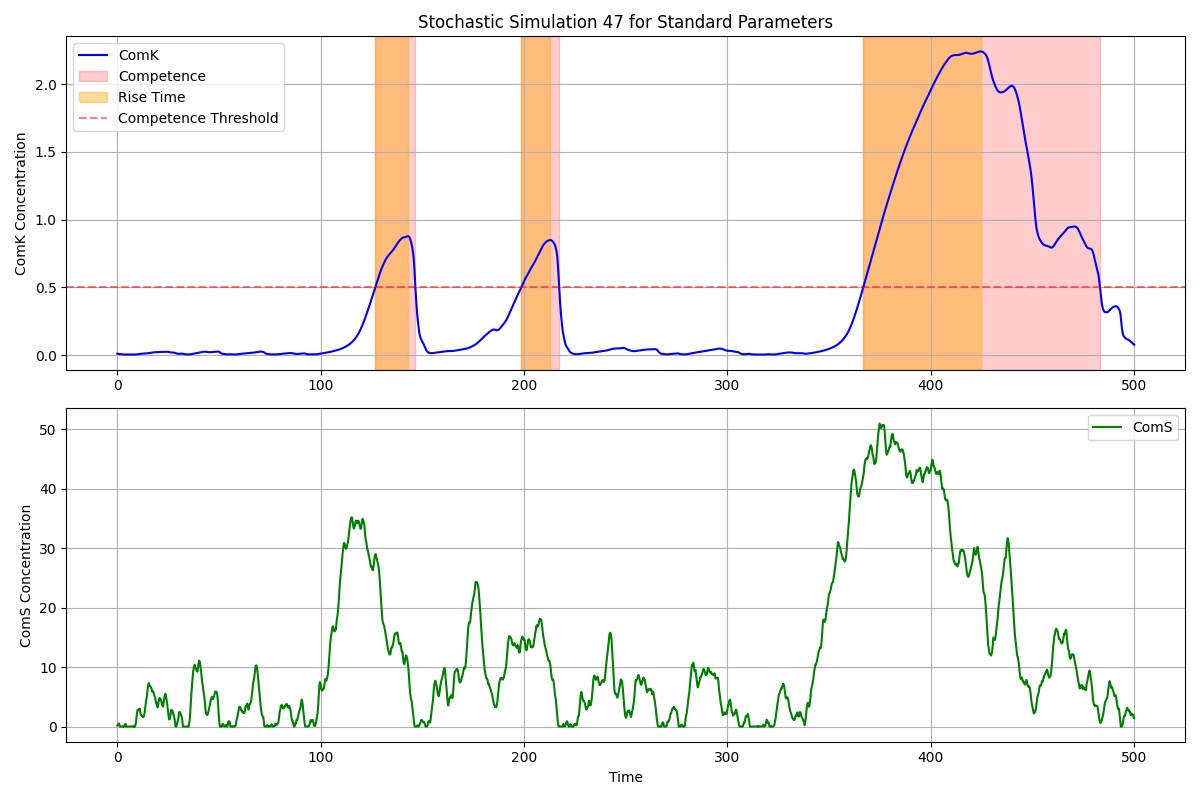 Stochastic Simulation 47 for Standard Parameters
ComK
Competence
Rise Time
Competence Threshold
ComK Concentration
2.0
1.5
1.0
0.5
0.0
0 100 200 300 400 500
ComS
ComS Concentration
50
40
30
20
10
0
0 100 200 300 400 500
Time